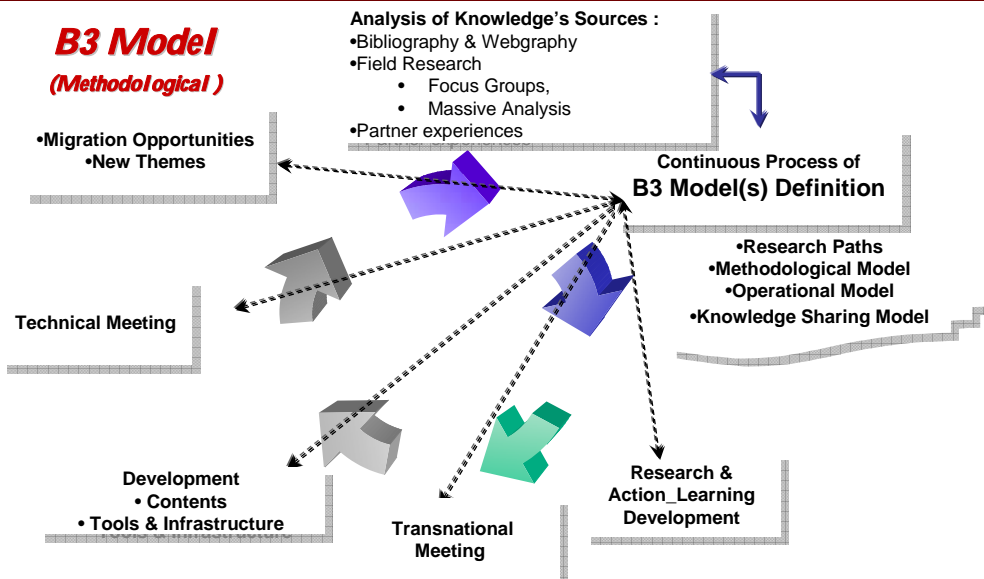 B3 Model
(Methodological )
Analysis of Knowledge's Sources :
•Bibliography & Webgraphy
•Field Research
• Focus Groups,
• Massive Analysis
•Partner experiences
•Migration Opportunities
•New Themes
Continuous Process of
B3 Model(s) Definition
•Research Paths
•Methodological Model
•Operational Model
•Knowledge Sharing Model
Technical Meeting
Development
• Contents
• Tools & Infrastructure
Transnational
Meeting
Research &
Action_Learning
Development